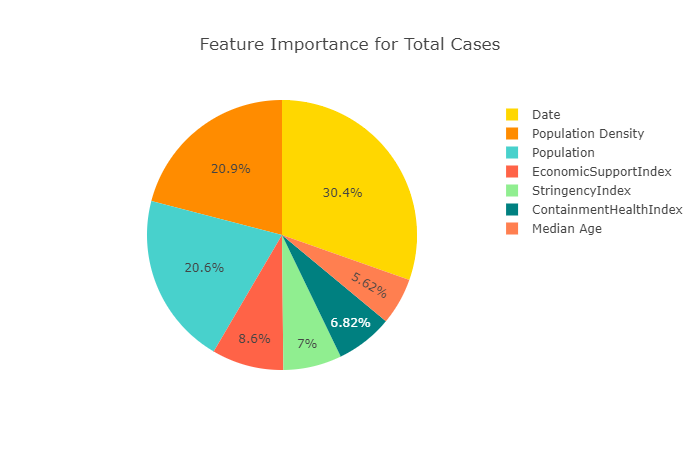 Feature Importance for Total Cases
30.4%
20.9%
20.6%
8.6%
7%
6.82%
5.62%
Date
Population Density
Population
EconomicSupportIndex
StringencyIndex
ContainmentHealthIndex
Median Age